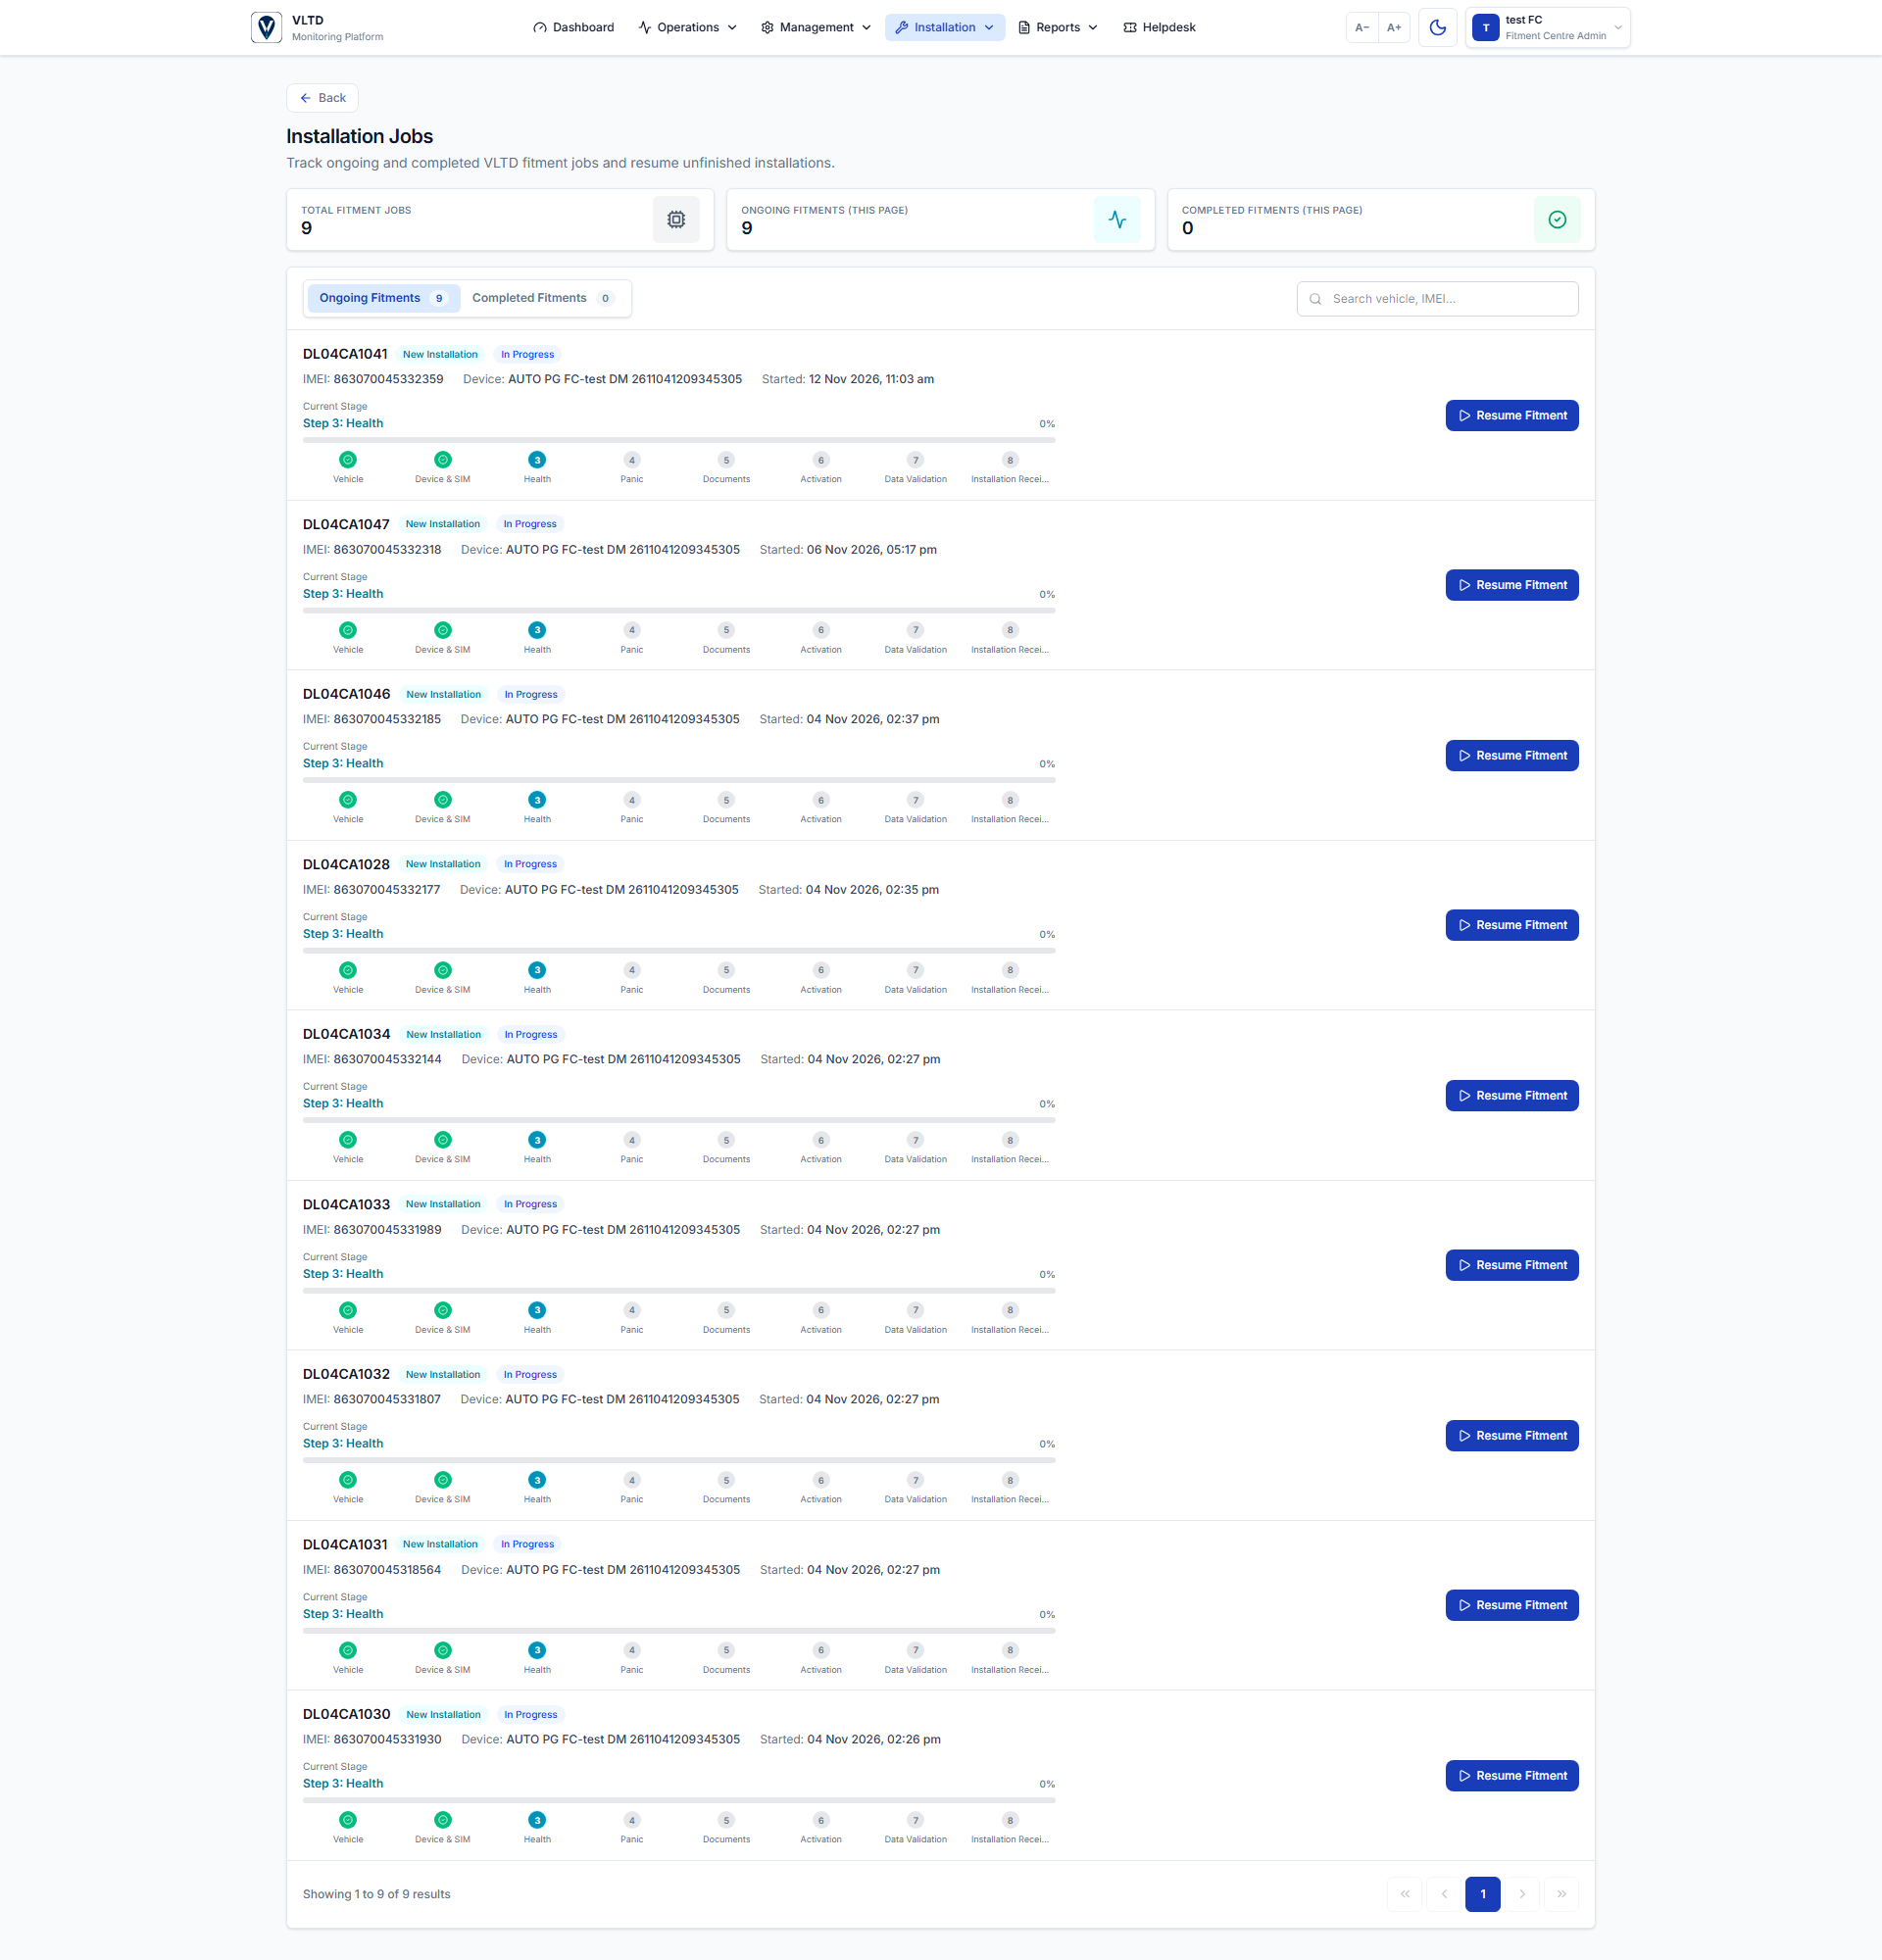 VLTD
Monitoring Platform
Dashboard
Operations
Management
Installation
Reports
Helpdesk
A−
A+
T
test FC
Fitment Centre Admin
Back
Installation Jobs
Track ongoing and completed VLTD fitment jobs and resume unfinished installations.
TOTAL FITMENT JOBS
9
ONGOING FITMENTS (THIS PAGE)
9
COMPLETED FITMENTS (THIS PAGE)
0
Ongoing Fitments 9
Completed Fitments 0
Search vehicle, IMEI...
DL04CA1041 New Installation In Progress
IMEI: 863070045332359 Device: AUTO PG FC-test DM 2611041209345305 Started: 12 Nov 2026, 11:03 am
Current Stage
Step 3: Health 0%
Resume Fitment
3 4 5 6 7 8
Vehicle Device & SIM Health Panic Documents Activation Data Validation Installation Recei...
DL04CA1047 New Installation In Progress
IMEI: 863070045332318 Device: AUTO PG FC-test DM 2611041209345305 Started: 06 Nov 2026, 05:17 pm
Current Stage
Step 3: Health 0%
Resume Fitment
3 4 5 6 7 8
Vehicle Device & SIM Health Panic Documents Activation Data Validation Installation Recei...
DL04CA1046 New Installation In Progress
IMEI: 863070045332185 Device: AUTO PG FC-test DM 2611041209345305 Started: 04 Nov 2026, 02:37 pm
Current Stage
Step 3: Health 0%
Resume Fitment
3 4 5 6 7 8
Vehicle Device & SIM Health Panic Documents Activation Data Validation Installation Recei...
DL04CA1028 New Installation In Progress
IMEI: 863070045332177 Device: AUTO PG FC-test DM 2611041209345305 Started: 04 Nov 2026, 02:35 pm
Current Stage
Step 3: Health 0%
Resume Fitment
3 4 5 6 7 8
Vehicle Device & SIM Health Panic Documents Activation Data Validation Installation Recei...
DL04CA1034 New Installation In Progress
IMEI: 863070045332144 Device: AUTO PG FC-test DM 2611041209345305 Started: 04 Nov 2026, 02:27 pm
Current Stage
Step 3: Health 0%
Resume Fitment
3 4 5 6 7 8
Vehicle Device & SIM Health Panic Documents Activation Data Validation Installation Recei...
DL04CA1033 New Installation In Progress
IMEI: 863070045331989 Device: AUTO PG FC-test DM 2611041209345305 Started: 04 Nov 2026, 02:27 pm
Current Stage
Step 3: Health 0%
Resume Fitment
3 4 5 6 7 8
Vehicle Device & SIM Health Panic Documents Activation Data Validation Installation Recei...
DL04CA1032 New Installation In Progress
IMEI: 863070045331807 Device: AUTO PG FC-test DM 2611041209345305 Started: 04 Nov 2026, 02:27 pm
Current Stage
Step 3: Health 0%
Resume Fitment
3 4 5 6 7 8
Vehicle Device & SIM Health Panic Documents Activation Data Validation Installation Recei...
DL04CA1031 New Installation In Progress
IMEI: 863070045318564 Device: AUTO PG FC-test DM 2611041209345305 Started: 04 Nov 2026, 02:27 pm
Current Stage
Step 3: Health 0%
Resume Fitment
3 4 5 6 7 8
Vehicle Device & SIM Health Panic Documents Activation Data Validation Installation Recei...
DL04CA1030 New Installation In Progress
IMEI: 863070045331930 Device: AUTO PG FC-test DM 2611041209345305 Started: 04 Nov 2026, 02:26 pm
Current Stage
Step 3: Health 0%
Resume Fitment
3 4 5 6 7 8
Vehicle Device & SIM Health Panic Documents Activation Data Validation Installation Recei...
Showing 1 to 9 of 9 results
« ‹ 1 › »